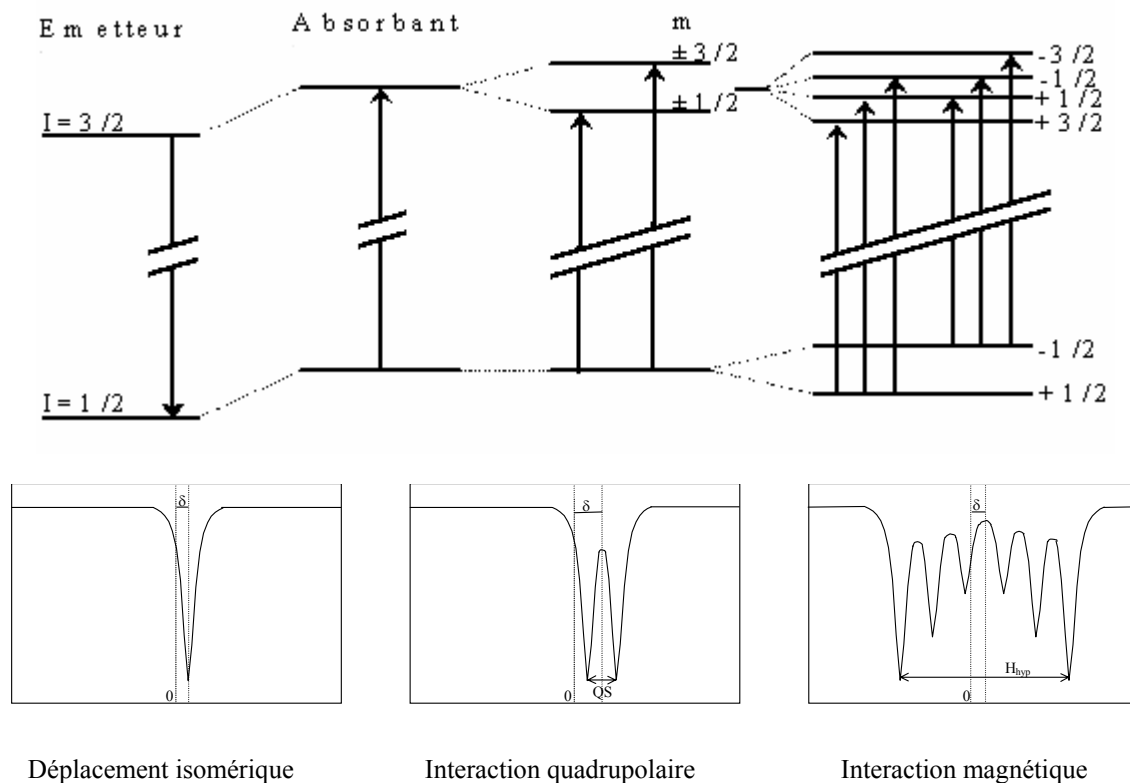 Emetteur
Absorbant
m
I = 3/2
± 3/2
± 1/2
-3/2
-1/2
+ 1/2
+ 3/2
I = 1/2
-1/2
+ 1/2
δ
0
δ
0
QS
δ
0
Hhyp
Déplacement isomérique
Interaction quadrupolaire
Interaction magnétique